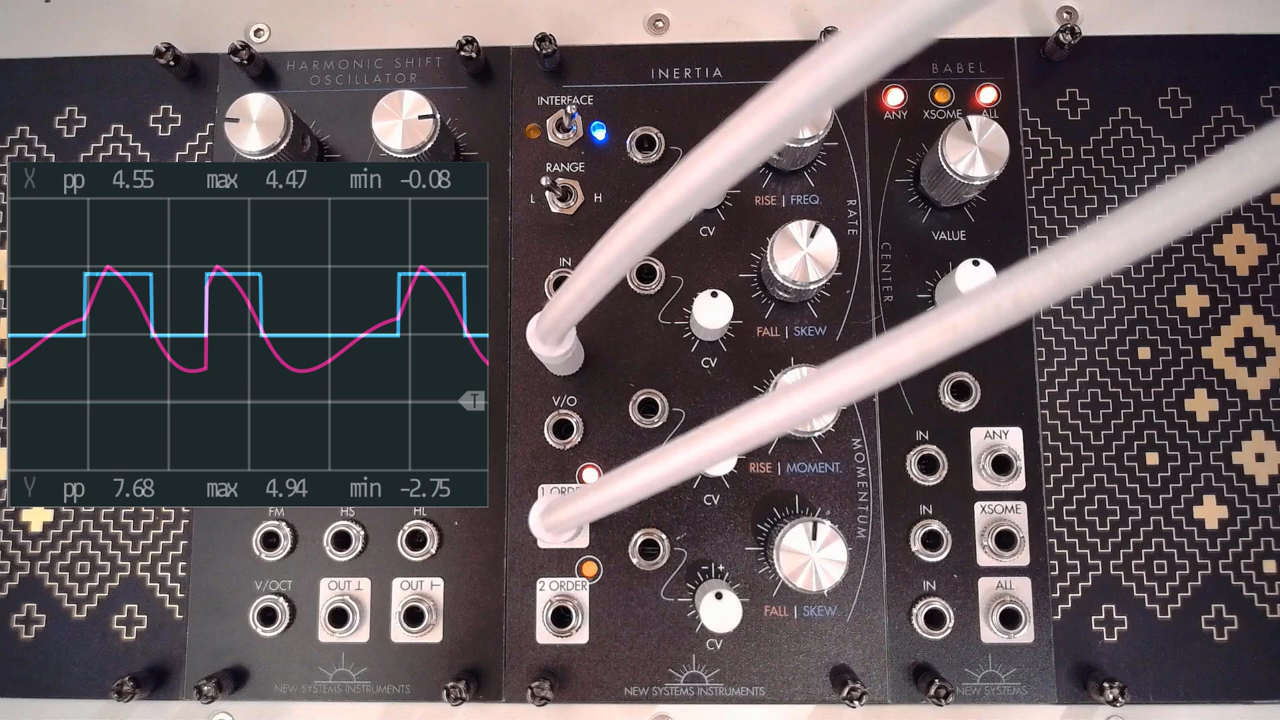 HARMONIC SHIFT
OSCILLATOR
X pp 4.55 max 4.47 min -0.08
T
Y pp 7.68 max 4.94 min -2.75
FM HS HL
V/OCT OUT ⊥ OUT ⊢
NEW SYSTEMS INSTRUMENTS
INERTIA
INTERFACE
RANGE
L H
IN
V/O
1 ORDE
2 ORDER
RISE | FREQ.
CV
FALL | SKEW
CV
RATE
RISE | MOMENT.
CV
FALL | SKEW
- | +
CV
MOMENTUM
NEW SYSTEMS INSTRUMENTS
BABEL
ANY XSOME ALL
VALUE
CENTER
IN ANY
IN XSOME
IN ALL
NEW SYSTEMS